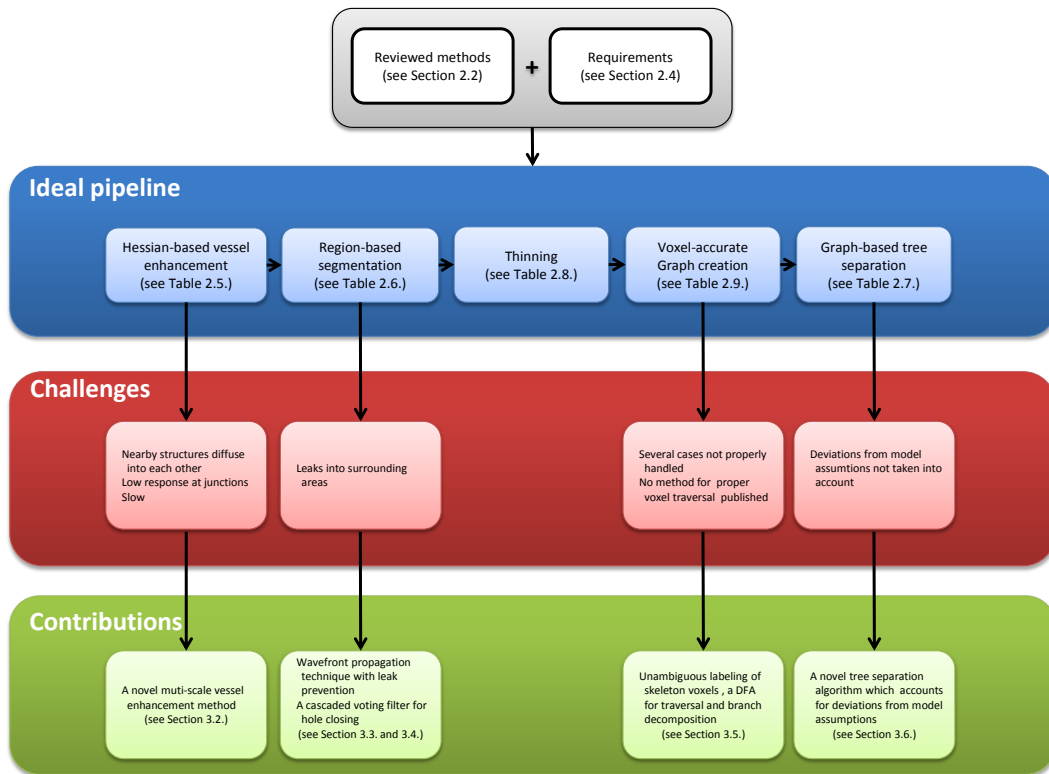 Reviewed methods
(see Section 2.2)
+
Requirements
(see Section 2.4)
Ideal pipeline
Hessian-based vessel
enhancement
(see Table 2.5.)
Region-based
segmentation
(see Table 2.6.)
Thinning
(see Table 2.8.)
Voxel-accurate
Graph creation
(see Table 2.9.)
Graph-based tree
separation
(see Table 2.7.)
Challenges
Nearby structures diffuse
into each other
Low response at junctions
Slow
Leaks into surrounding
areas
Several cases not properly
handled
No method for proper
voxel traversal published
Deviations from model
assumtions not taken into
account
Contributions
A novel muti-scale vessel
enhancement method
(see Section 3.2.)
Wavefront propagation
technique with leak
prevention
A cascaded voting filter for
hole closing
(see Section 3.3. and 3.4.)
Unambiguous labeling of
skeleton voxels , a DFA
for traversal and branch
decomposition
(see Section 3.5.)
A novel tree separation
algorithm which accounts
for deviations from model
assumptions
(see Section 3.6.)